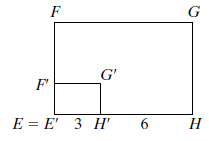 F G
F' G'
E = E' 3 H' 6 H